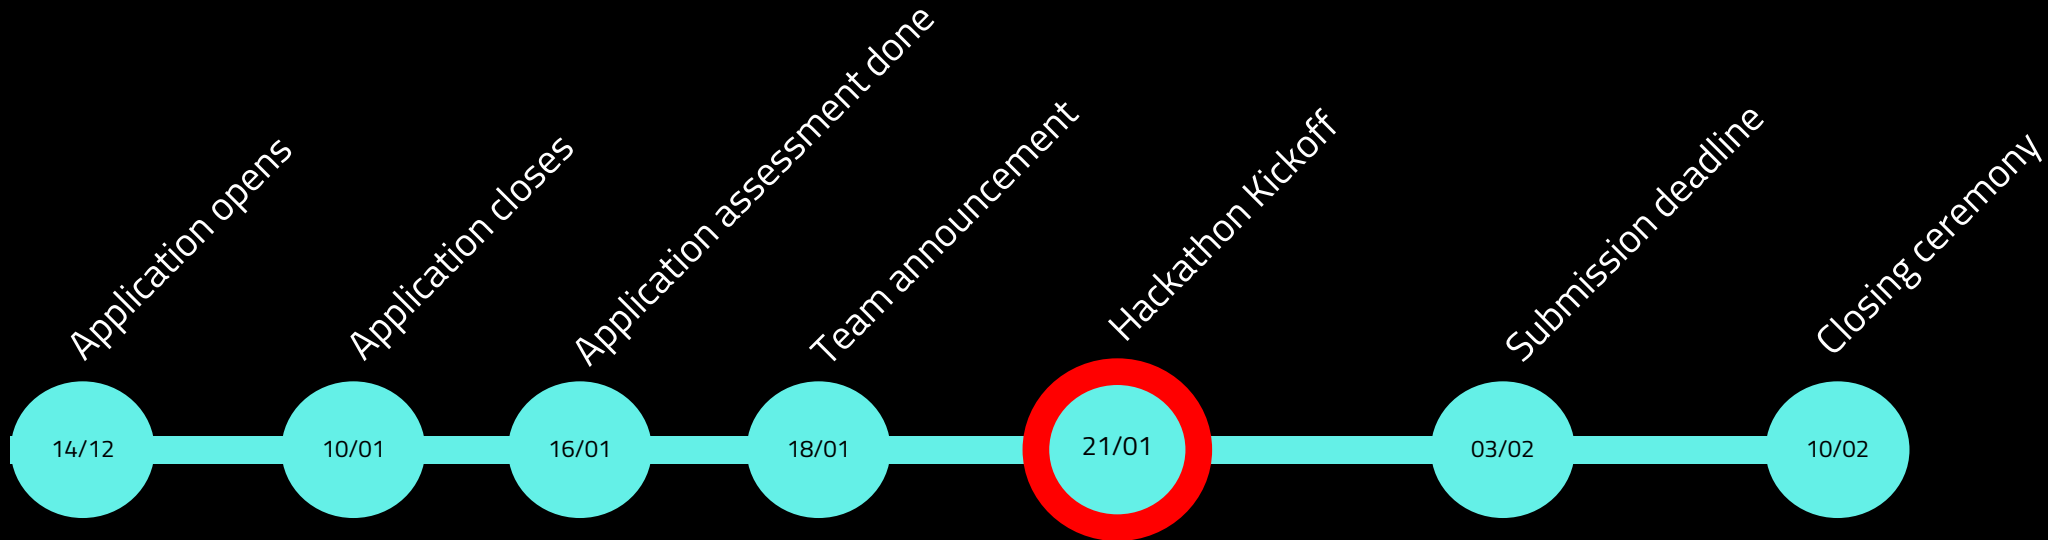 Application opens
Application closes
Application assessment done
Team announcement
Hackathon Kickoff
Submission deadline
Closing ceremony
14/12
10/01
16/01
18/01
21/01
03/02
10/02